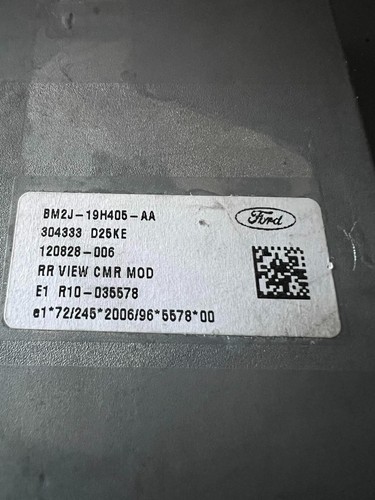 BM2J-19H405-AA
Ford
304333 D25KE
120828-006
RR VIEW CMR MOD
E1 R10-035578
e1*72/245*2006/96*5578*00